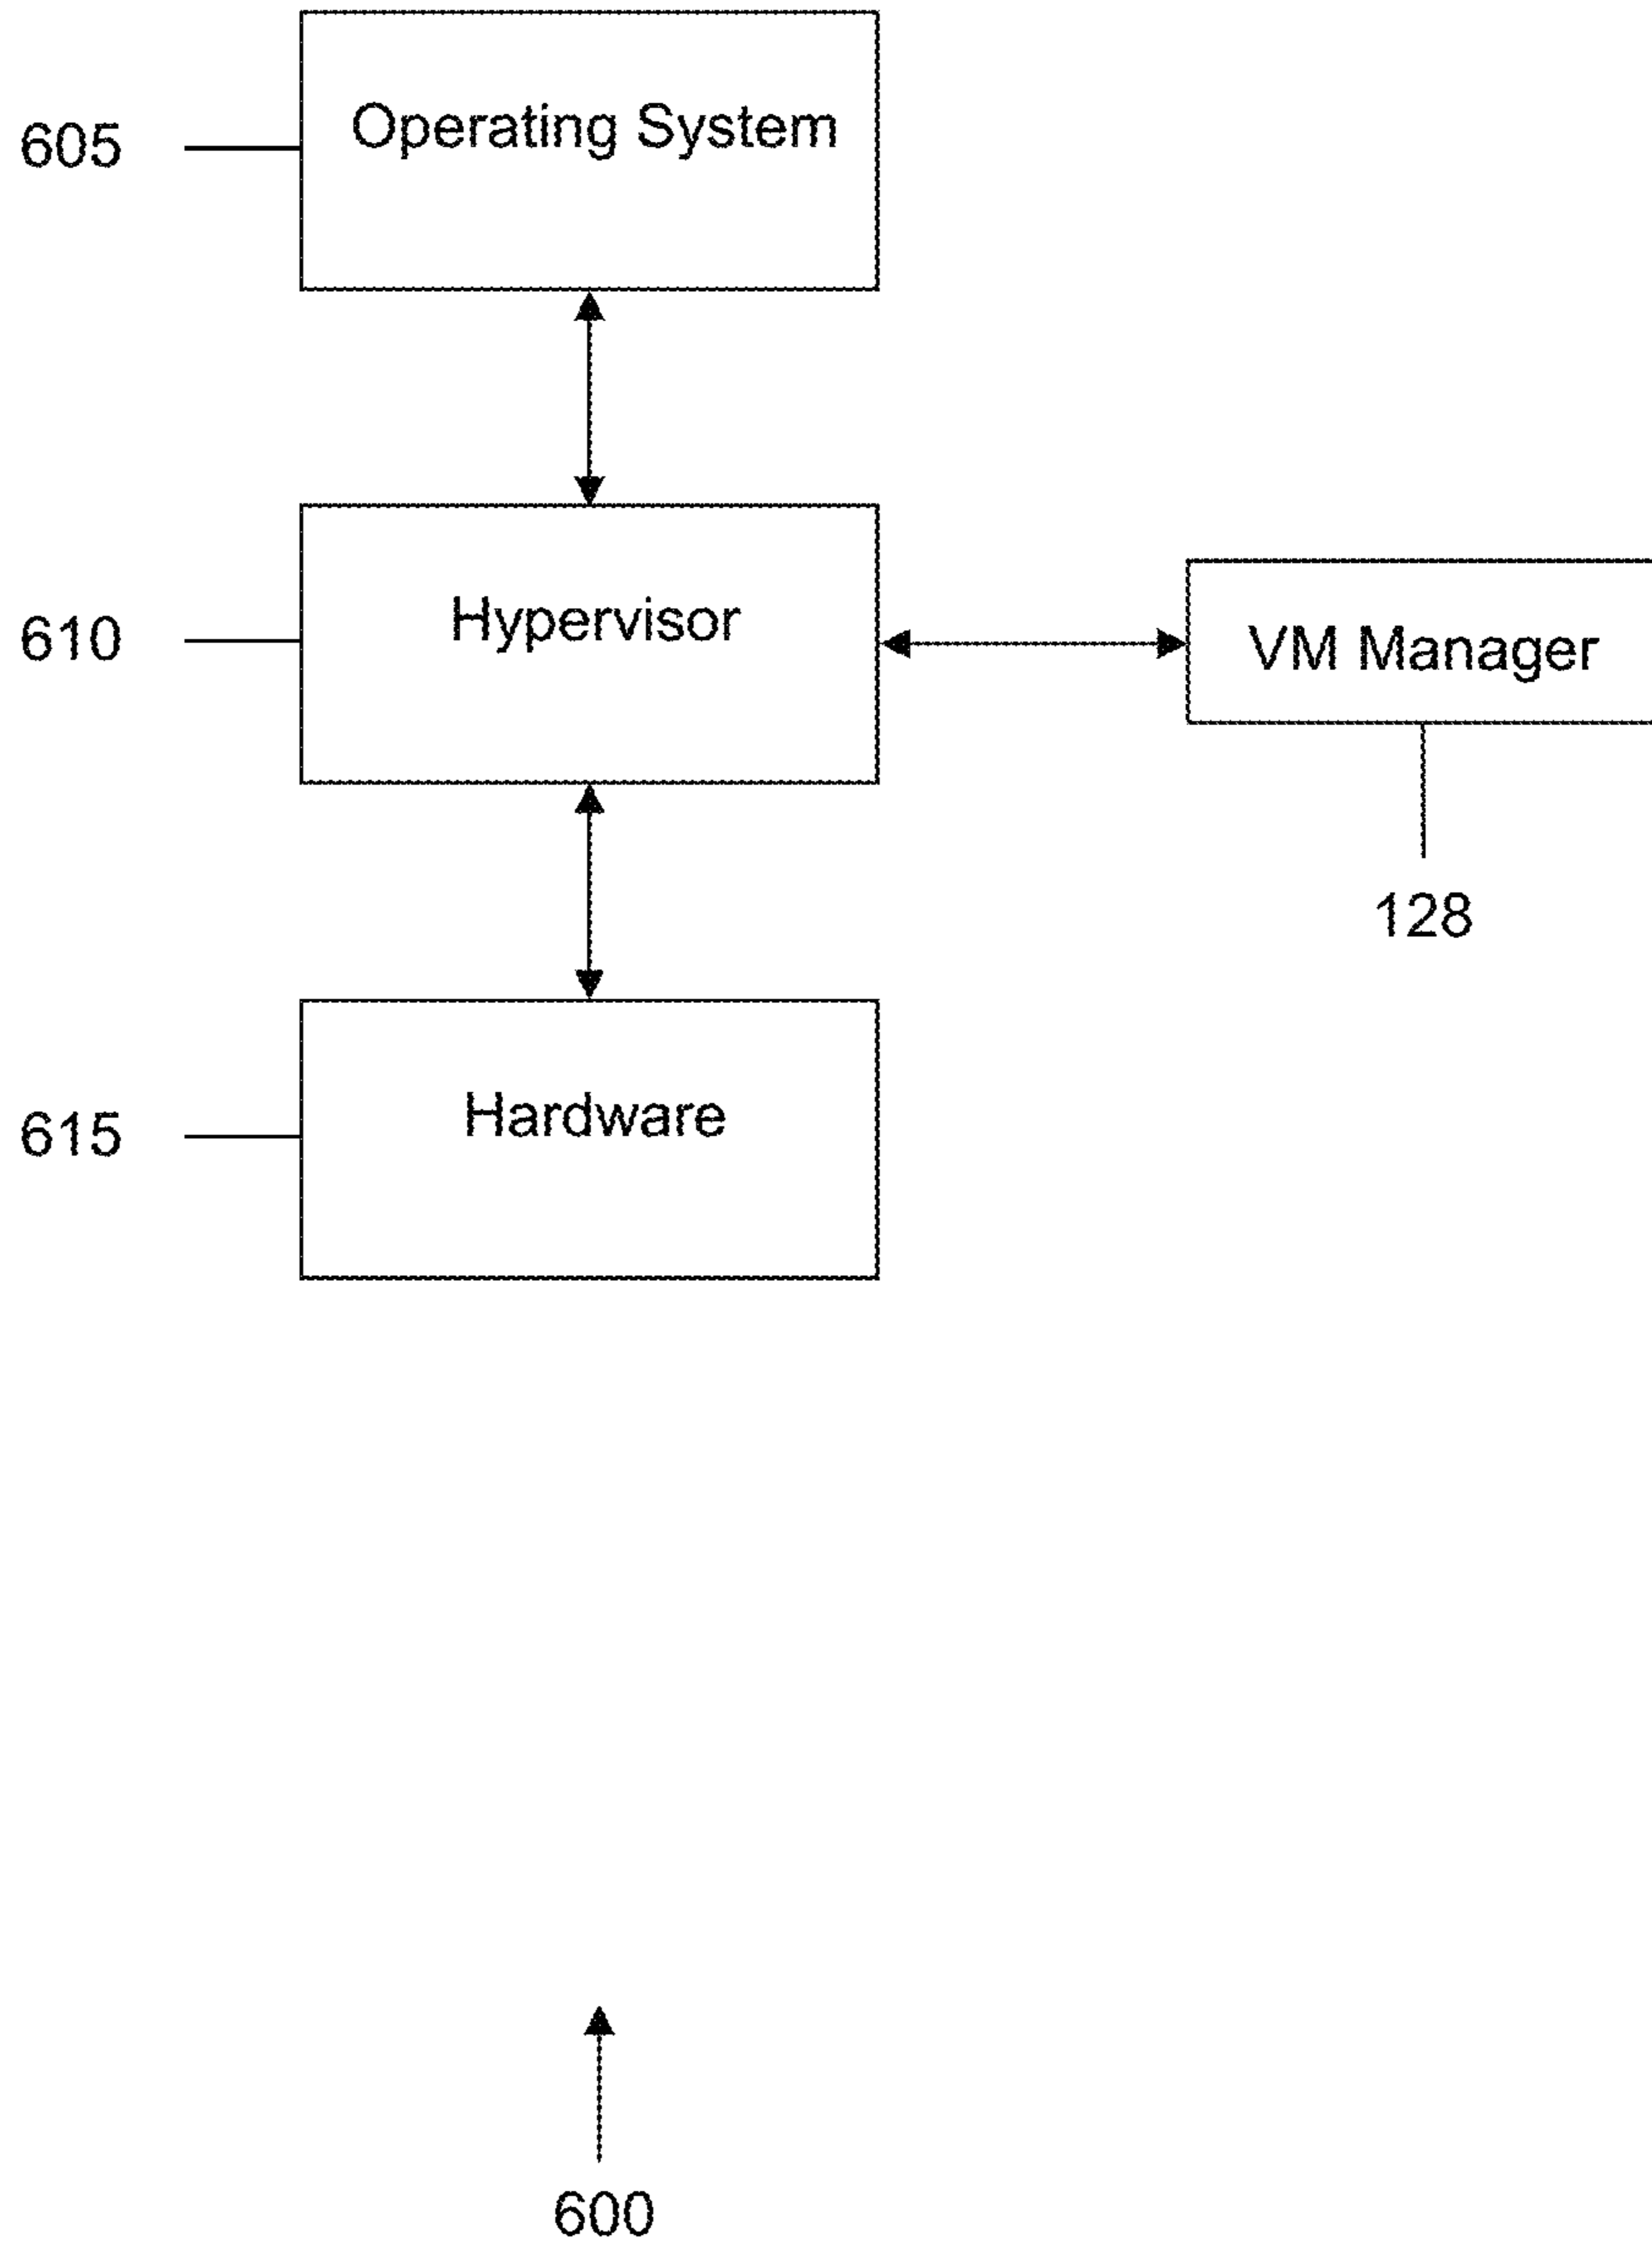 605
Operating System
610
Hypervisor
VM Manager
128
615
Hardware
600